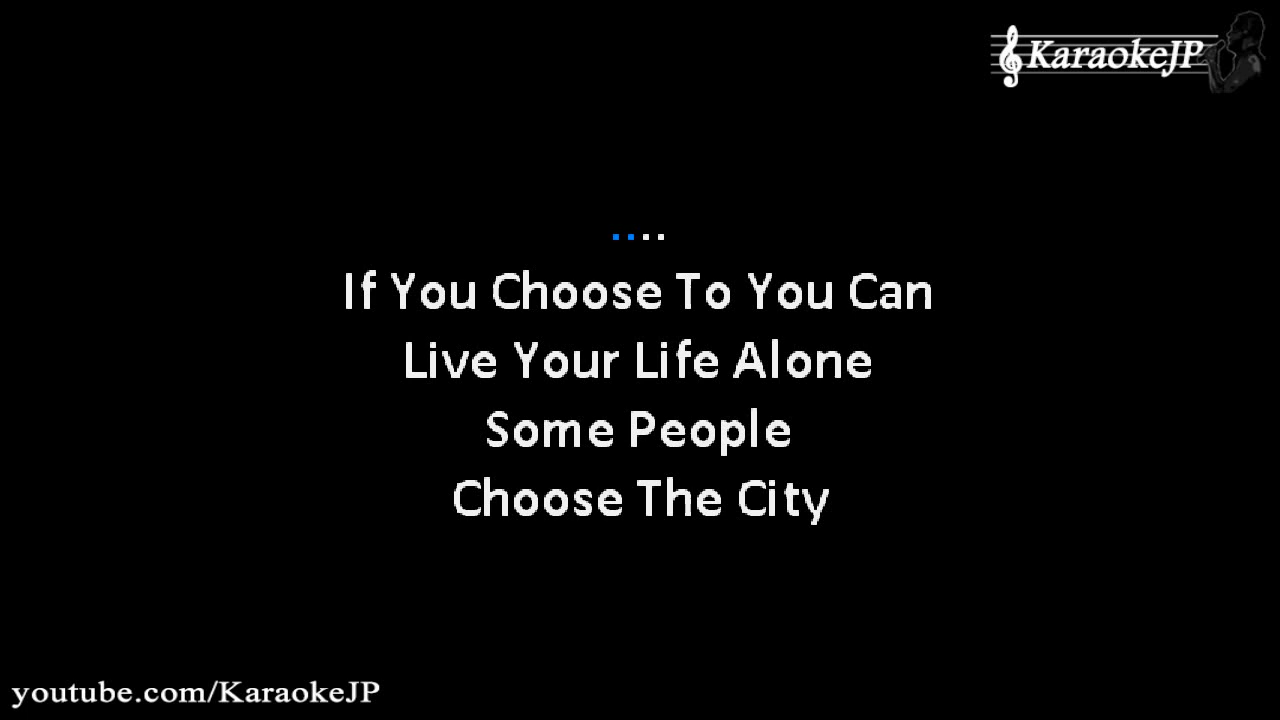 KaraokeJP
....
If You Choose To You Can
Live Your Life Alone
Some People
Choose The City
youtube.com/KaraokeJP